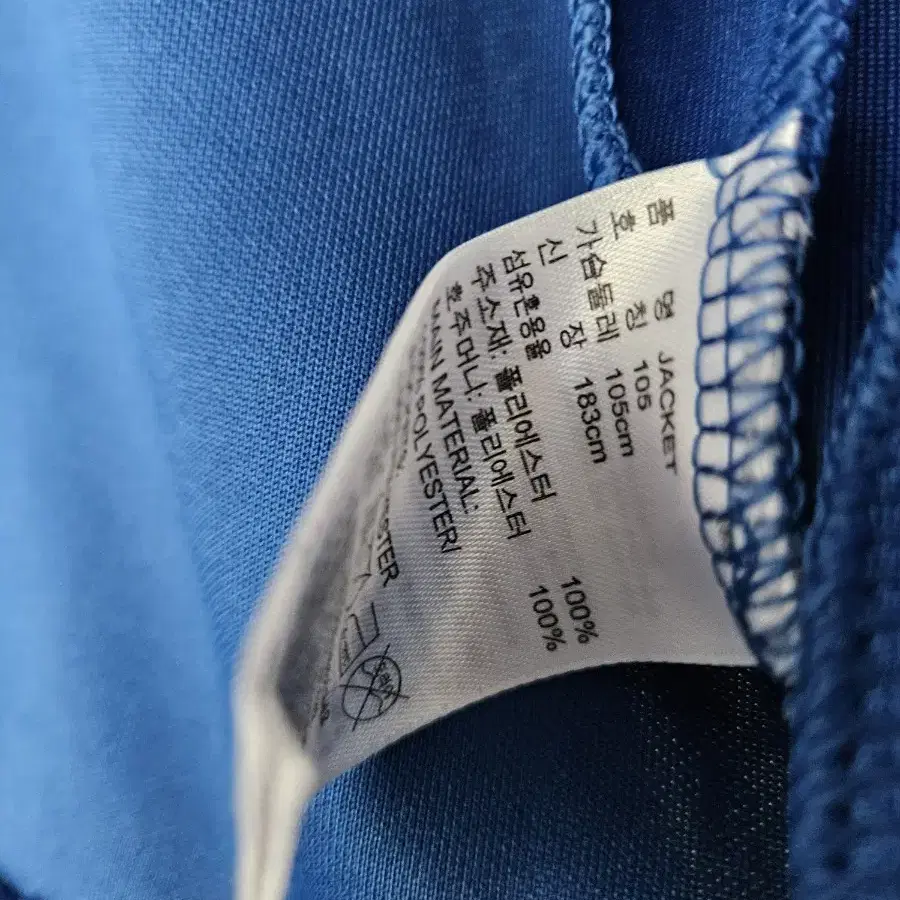 품 명 JACKET
호 칭 105
가슴둘레 105cm
신 장 183cm
섬유혼용율
주소재: 폴리에스터 100%
호주머니: 폴리에스터 100%
MAIN MATERIAL:
POLYESTER/